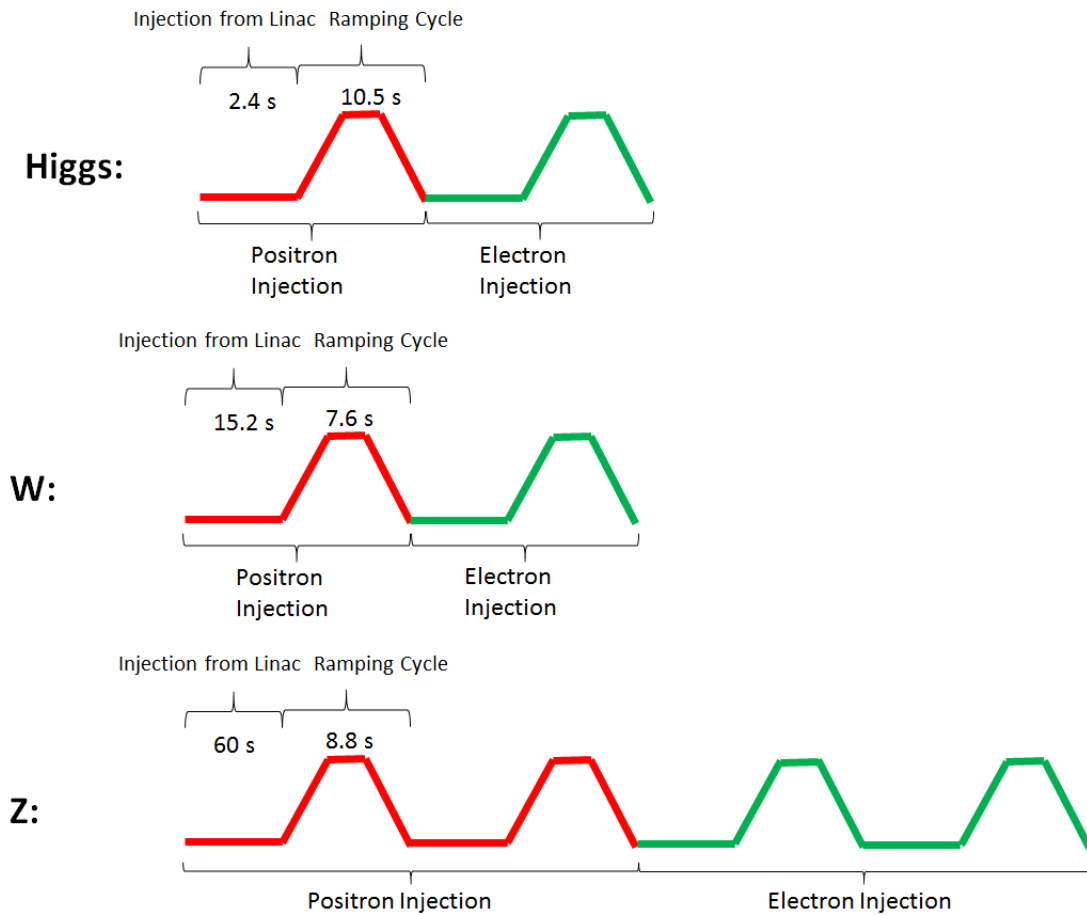 Injection from Linac Ramping Cycle
2.4 s 10.5 s
Higgs:
Positron Electron
Injection Injection
Injection from Linac Ramping Cycle
15.2 s 7.6 s
W:
Positron Electron
Injection Injection
Injection from Linac Ramping Cycle
60 s 8.8 s
Z:
Positron Injection Electron Injection